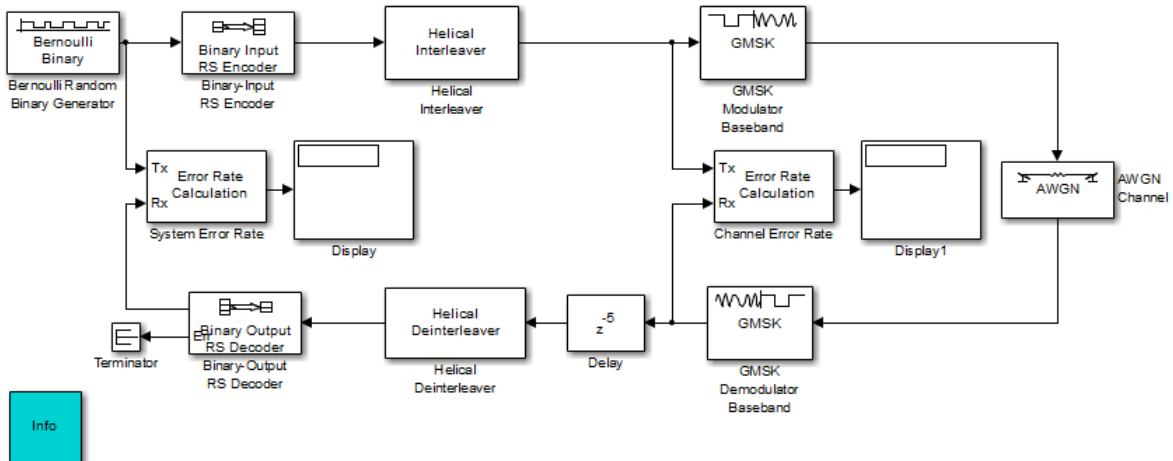 Bernoulli
Binary
Bernoulli Random
Binary Generator
Binary Input
RS Encoder
Binary-Input
RS Encoder
Helical
Interleaver
Helical
Interleaver
GMSK
GMSK
Modulator
Baseband
Tx
Rx
Error Rate
Calculation
System Error Rate
Display
Tx
Rx
Error Rate
Calculation
Channel Error Rate
Display1
AWGN
AWGN
Channel
Err
Binary Output
RS Decoder
Binary-Output
RS Decoder
Terminator
Helical
Deinterleaver
Helical
Deinterleaver
z-5
Delay
GMSK
GMSK
Demodulator
Baseband
Info